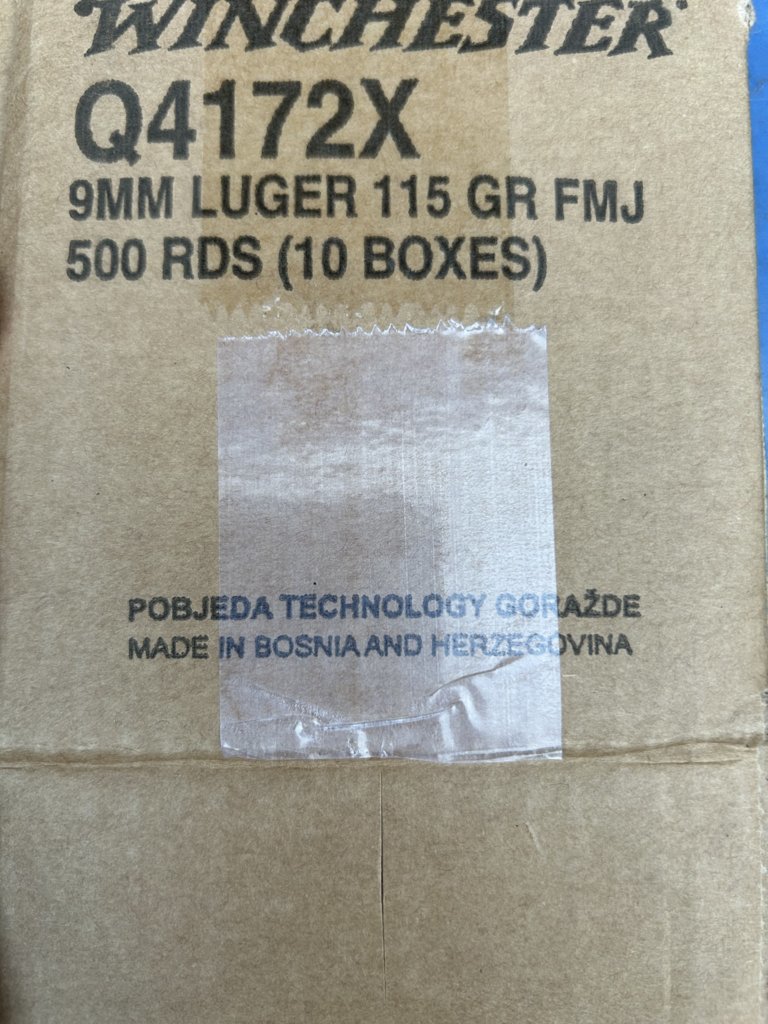 WINCHESTER
Q4172X
9MM LUGER 115 GR FMJ
500 RDS (10 BOXES)
POBJEDA TECHNOLOGY GORAŽDE
MADE IN BOSNIA AND HERZEGOVINA